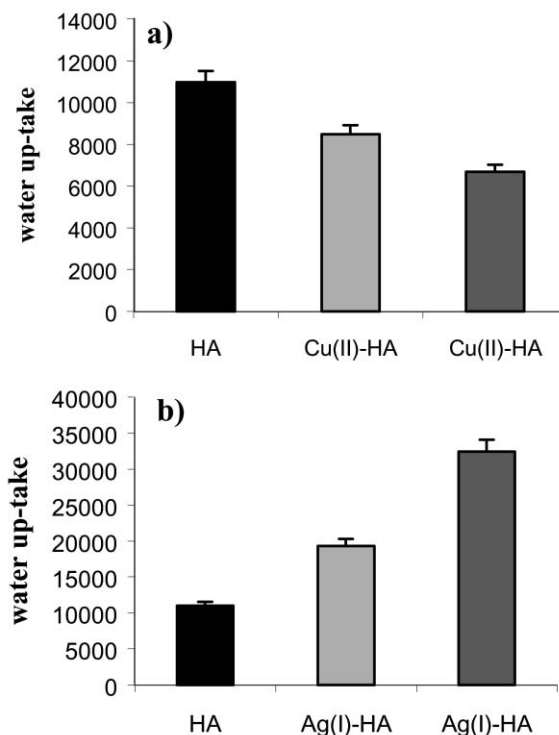 a)
water up-take
14000
12000
10000
8000
6000
4000
2000
0
HA Cu(II)-HA Cu(II)-HA
b)
water up-take
40000
35000
30000
25000
20000
15000
10000
5000
0
HA Ag(I)-HA Ag(I)-HA